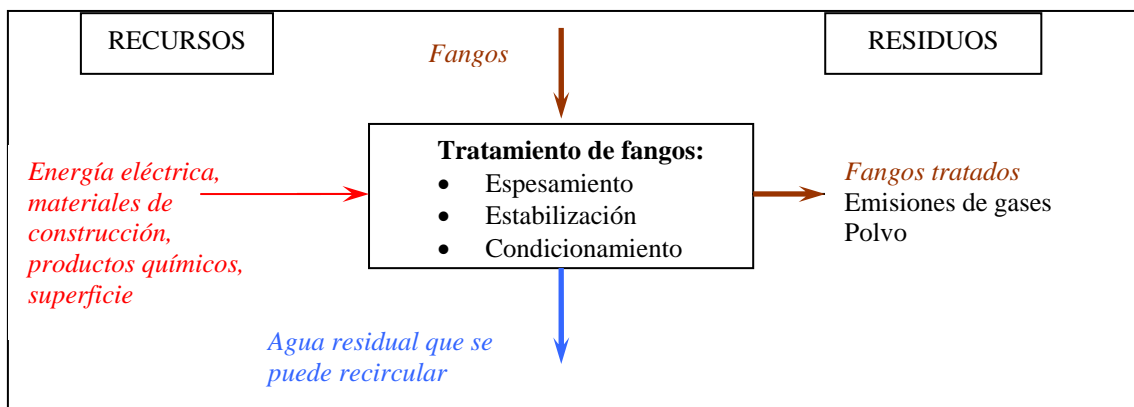 RECURSOS
RESIDUOS
Fangos
Tratamiento de fangos:
• Espesamiento
• Estabilización
• Condicionamiento
Energía eléctrica,
materiales de
construcción,
productos químicos,
superficie
Fangos tratados
Emisiones de gases
Polvo
Agua residual que se
puede recircular